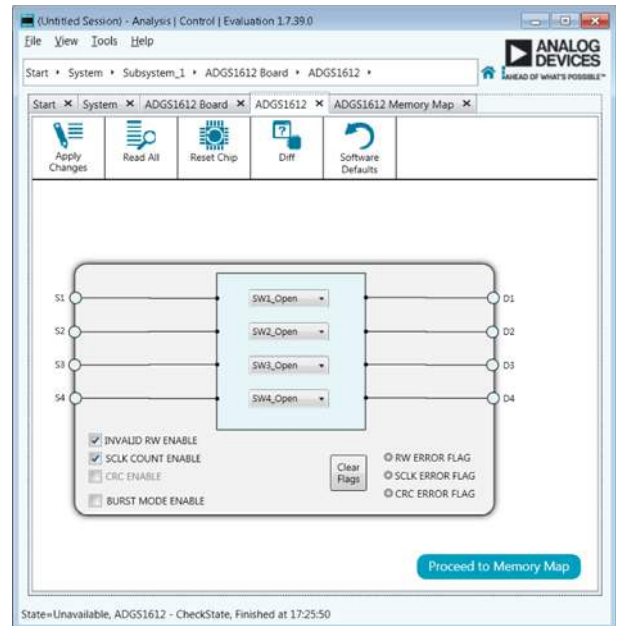 (Untitled Session) - Analysis | Control | Evaluation 1.7.39.0
File View Tools Help
ANALOG
DEVICES
AHEAD OF WHAT'S POSSIBLE™
Start System Subsystem_1 ADGS1612 Board ADGS1612
Start System ADGS1612 Board ADGS1612 ADGS1612 Memory Map
Apply Changes
Read All
Reset Chip
Diff
Software Defaults
S1 SW1_Open D1
S2 SW2_Open D2
S3 SW3_Open D3
S4 SW4_Open D4
INVALID RW ENABLE
SCLK COUNT ENABLE
CRC ENABLE
BURST MODE ENABLE
Clear
Flags
RW ERROR FLAG
SCLK ERROR FLAG
CRC ERROR FLAG
Proceed to Memory Map
State=Unavailable, ADGS1612 - CheckState, Finished at 17:25:50